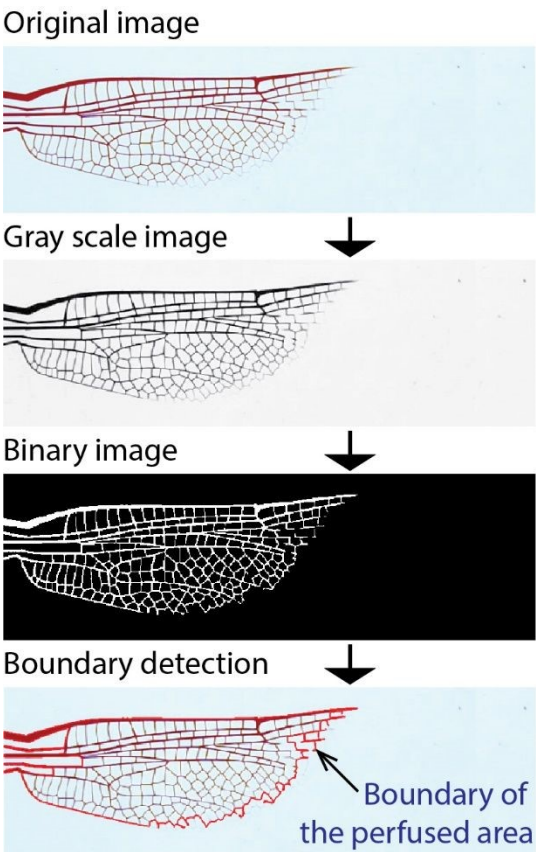 Original image
Gray scale image
Binary image
Boundary detection
Boundary of
the perfused area